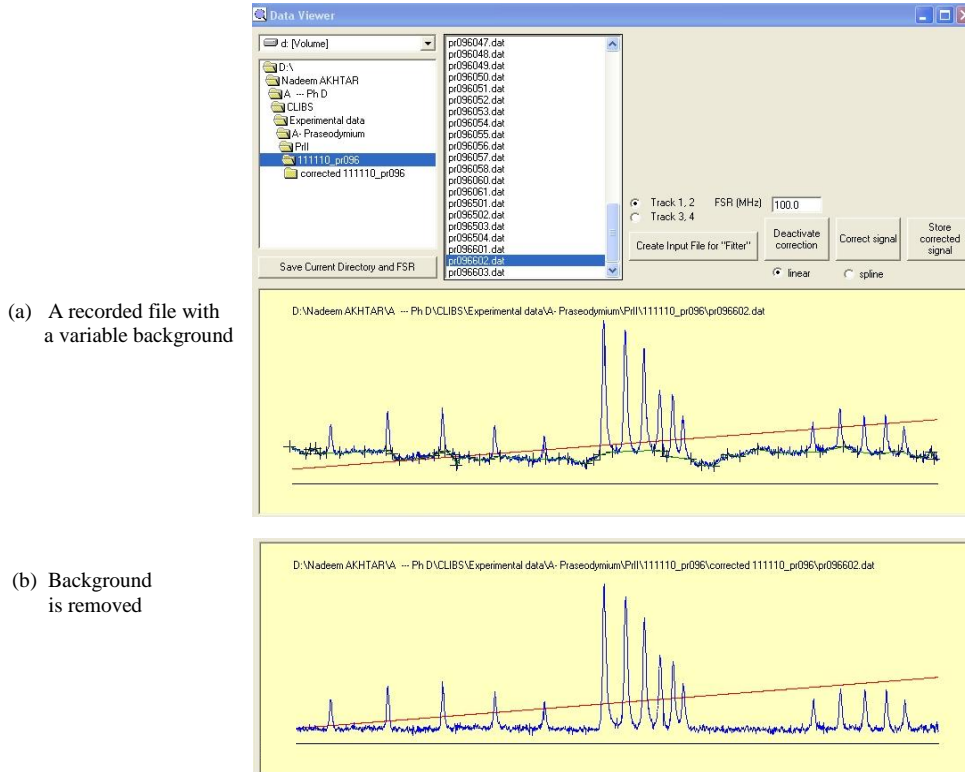 Data Viewer
d: [Volume]
D:\
Nadeem AKHTAR
A --- Ph D
CLIBS
Experimental data
A- Praseodymium
PrII
111110_pr096
corrected 111110_pr096
Save Current Directory and FSR
pr096047.dat
pr096048.dat
pr096049.dat
pr096050.dat
pr096051.dat
pr096052.dat
pr096053.dat
pr096054.dat
pr096055.dat
pr096056.dat
pr096057.dat
pr096058.dat
pr096060.dat
pr096061.dat
pr096501.dat
pr096502.dat
pr096503.dat
pr096504.dat
pr096601.dat
pr096602.dat
pr096603.dat
Track 1, 2 FSR (MHz) 100.0
Track 3, 4
Create Input File for "Fitter"
Deactivate
correction
Correct signal
Store
corrected
signal
linear spline
(a) A recorded file with
a variable background
D:\Nadeem AKHTAR\A --- Ph D\CLIBS\Experimental data\A- Praseodymium\PrII\111110_pr096\pr096602.dat
(b) Background
is removed
D:\Nadeem AKHTAR\A --- Ph D\CLIBS\Experimental data\A- Praseodymium\PrII\111110_pr096\corrected 111110_pr096\pr096602.dat